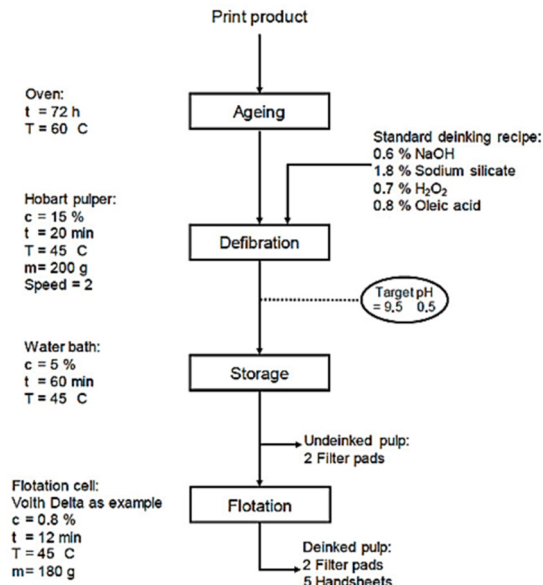 Print product
Oven:
t = 72 h
T = 60 C
Ageing
Standard deinking recipe:
0.6 % NaOH
1.8 % Sodium silicate
0.7 % H₂O₂
0.8 % Oleic acid
Hobart pulper:
c = 15 %
t = 20 min
T = 45 C
m= 200 g
Speed = 2
Defibration
Target pH
= 9.5 0.5
Water bath:
c = 5 %
t = 60 min
T = 45 C
Storage
Undeinked pulp:
2 Filter pads
Flotation cell:
Voith Delta as example
c = 0.8 %
t = 12 min
T = 45 C
m= 180 g
Flotation
Deinked pulp:
2 Filter pads
5 Handsheets